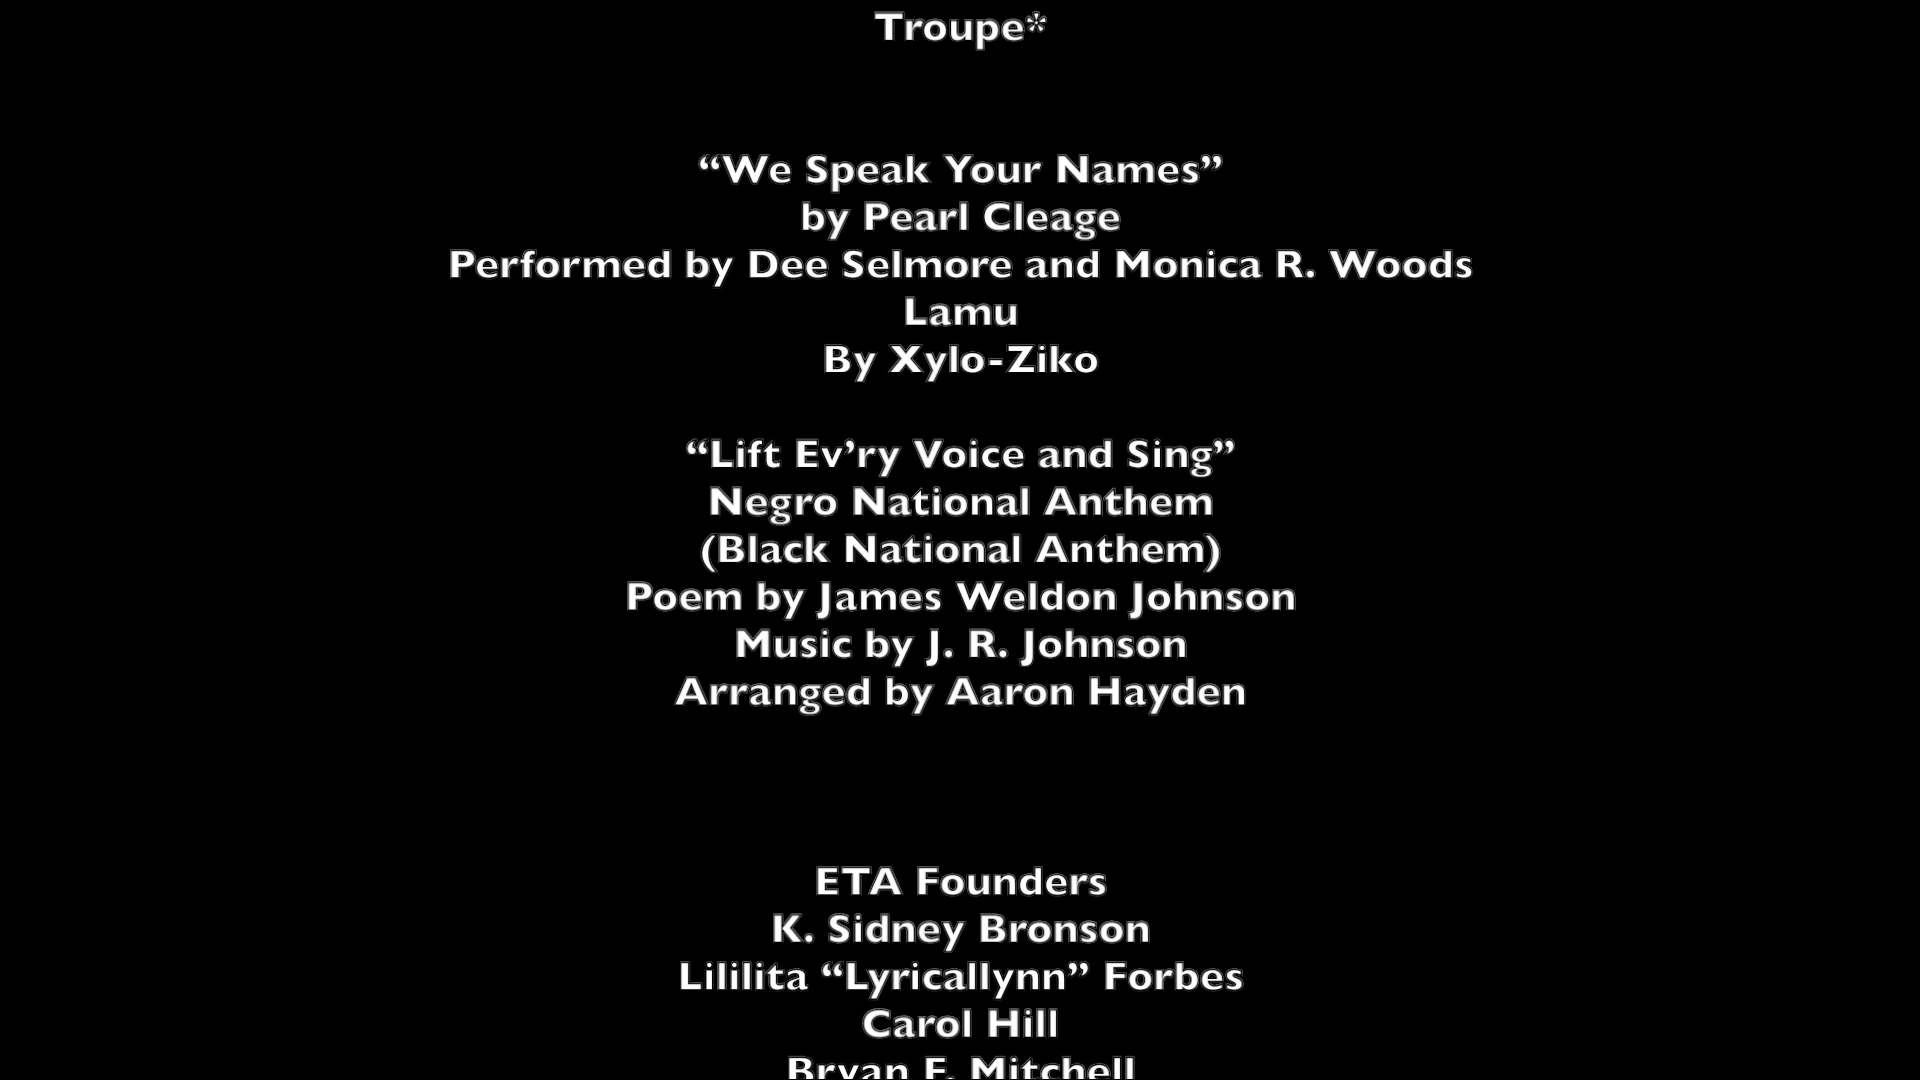 Troupe*
“We Speak Your Names”
by Pearl Cleage
Performed by Dee Selmore and Monica R. Woods
Lamu
By Xylo-Ziko
“Lift Ev’ry Voice and Sing”
Negro National Anthem
(Black National Anthem)
Poem by James Weldon Johnson
Music by J. R. Johnson
Arranged by Aaron Hayden
ETA Founders
K. Sidney Bronson
Lililita “Lyricallynn” Forbes
Carol Hill
Bryan Mitchell